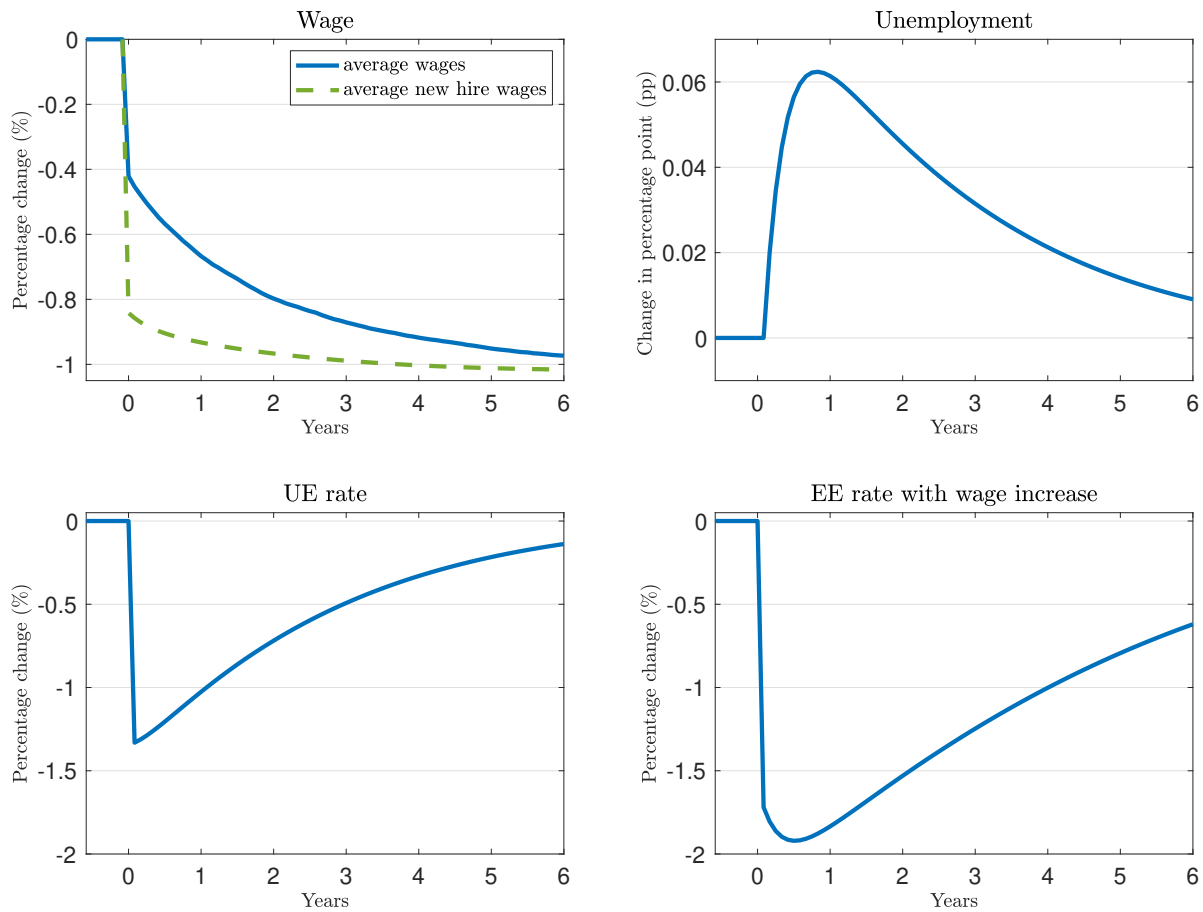 Wage
average wages
average new hire wages
Percentage change (%)
0
-0.2
-0.4
-0.6
-0.8
-1
0 1 2 3 4 5 6
Years
Unemployment
Change in percentage point (pp)
0.06
0.04
0.02
0
0 1 2 3 4 5 6
Years
UE rate
Percentage change (%)
0
-0.5
-1
-1.5
-2
0 1 2 3 4 5 6
Years
EE rate with wage increase
Percentage change (%)
0
-0.5
-1
-1.5
-2
0 1 2 3 4 5 6
Years